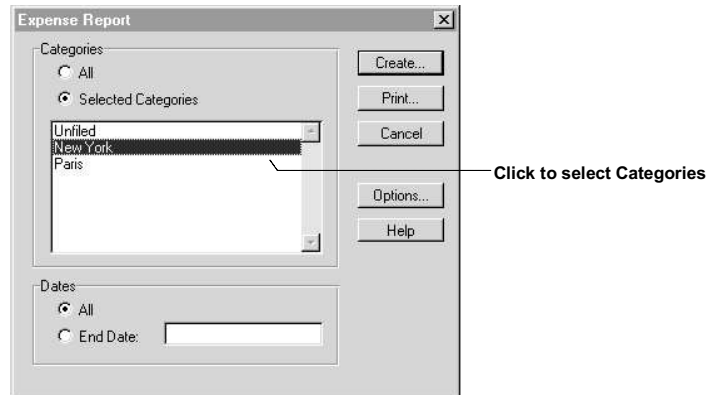 Expense Report
Categories
All
Selected Categories
Unfiled
New York
Paris
Create...
Print...
Cancel
Options...
Help
Click to select Categories
Dates
All
End Date: